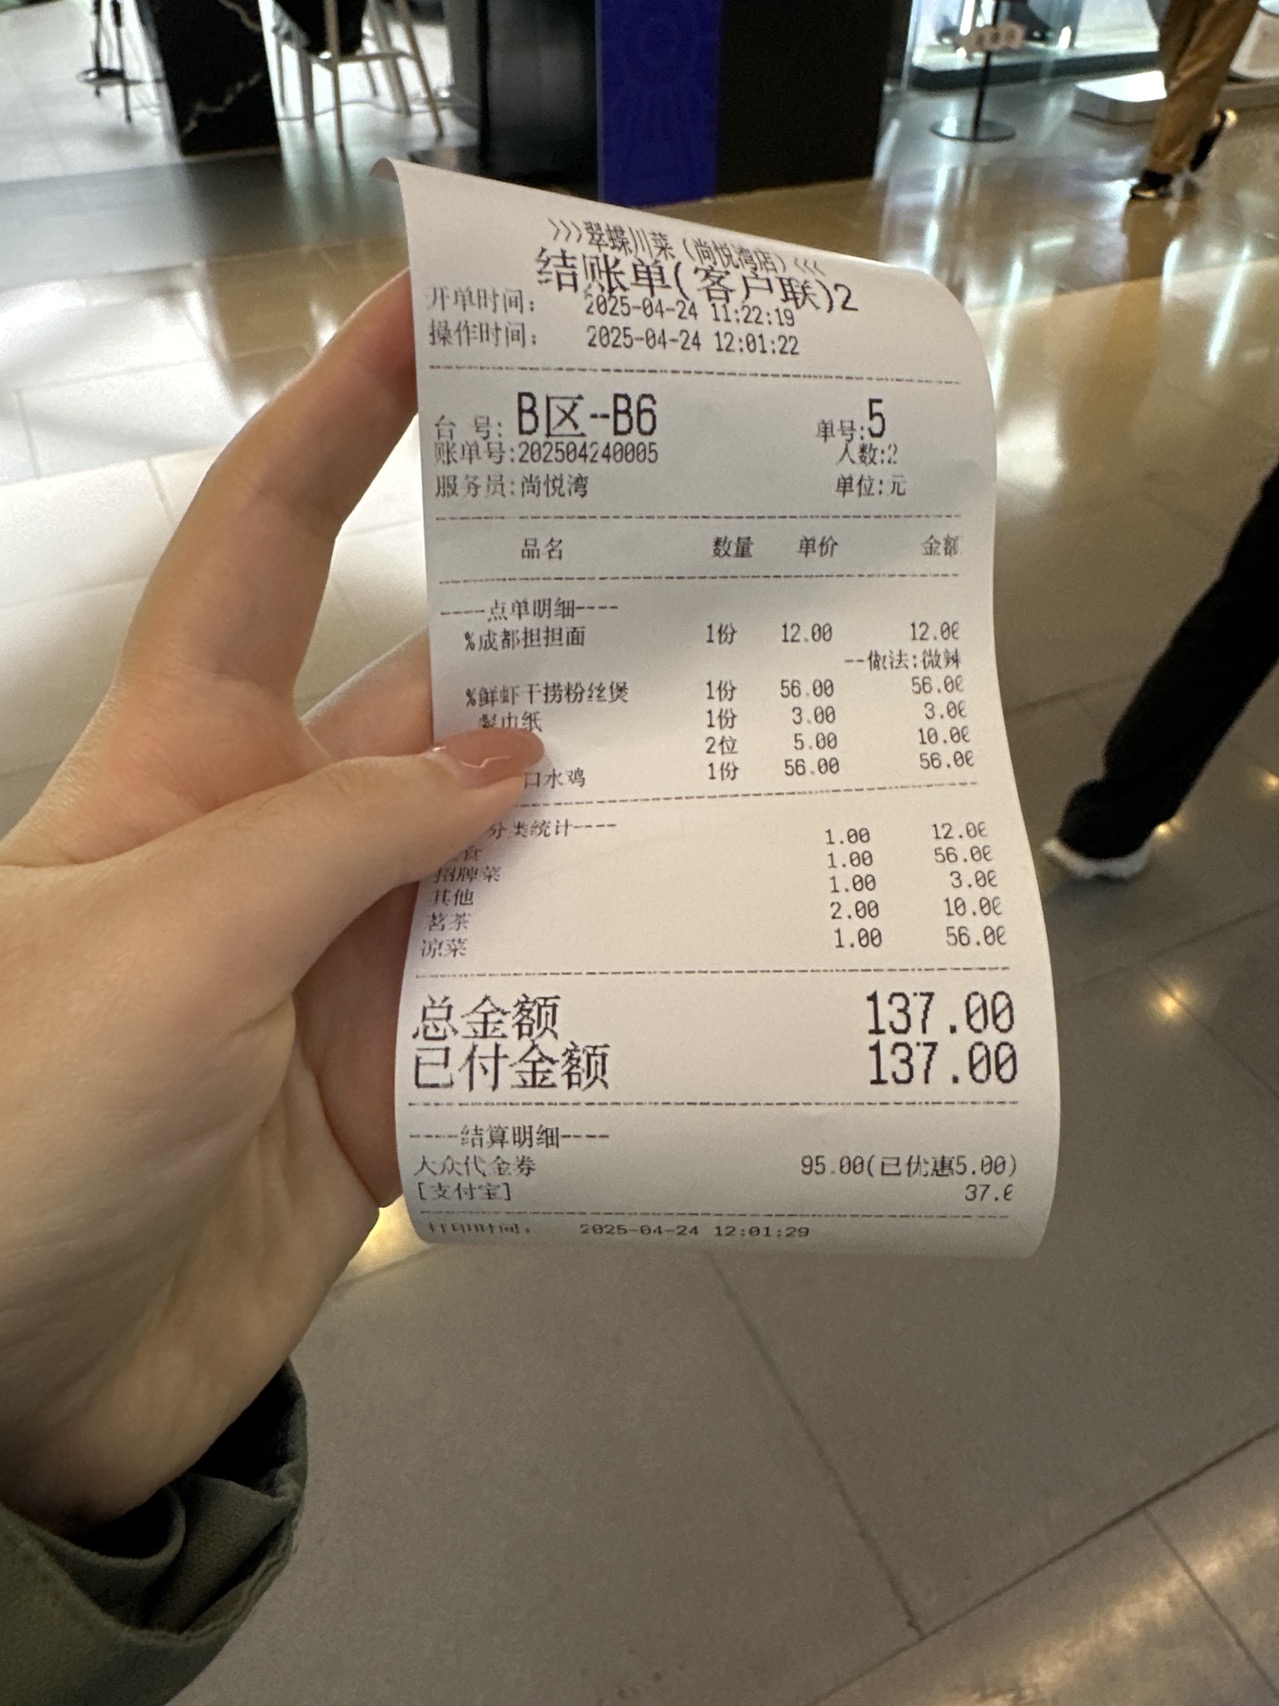 >>>翠蝶川菜（尚悦湾店）<<<
结账单(客户联)2
开单时间: 2025-04-24 11:22:19
操作时间: 2025-04-24 12:01:22
台 号: B区--B6 单号:5
账单号:202504240005 人数:2
服务员:尚悦湾 单位:元
品名 数量 单价 金额
----点单明细----
%成都担担面 1份 12.00 12.00
--做法:微辣
%鲜虾干捞粉丝煲 1份 56.00 56.00
餐巾纸 1份 3.00 3.00
2位 5.00 10.00
口水鸡 1份 56.00 56.00
分类统计----
食 1.00 12.00
招牌菜 1.00 56.00
其他 1.00 3.00
茗茶 2.00 10.00
凉菜 1.00 56.00
总金额 137.00
已付金额 137.00
----结算明细----
大众代金券 95.00(已优惠5.00)
[支付宝] 37.0
打印时间: 2025-04-24 12:01:29